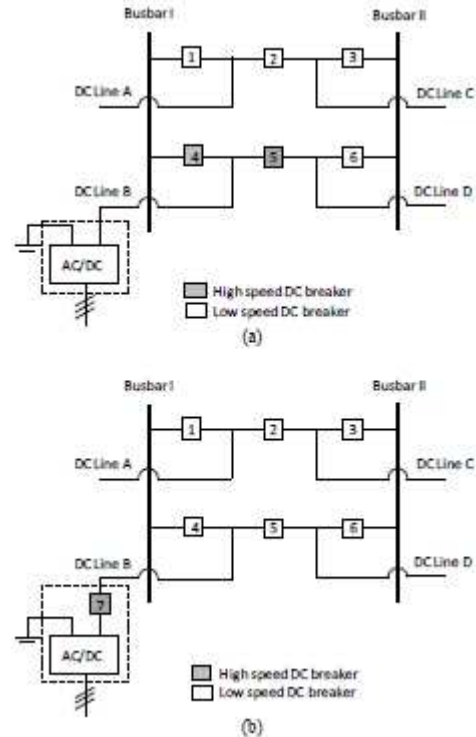 Busbar I Busbar II
1 2 3
DC Line A DC Line C
4 5 6
DC Line B DC Line D
AC/DC
High speed DC breaker
Low speed DC breaker
(a)
Busbar I Busbar II
1 2 3
DC Line A DC Line C
4 5 6
DC Line B DC Line D
7
AC/DC
High speed DC breaker
Low speed DC breaker
(b)